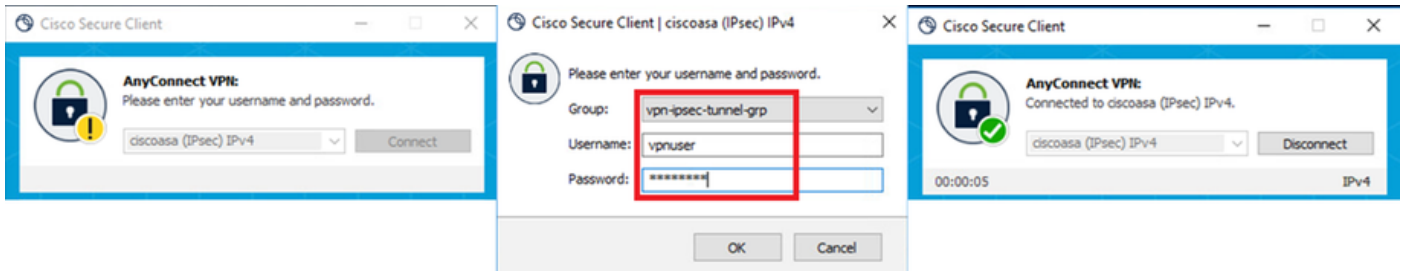 Cisco Secure Client
AnyConnect VPN:
Please enter your username and password.
ciscoasa (IPsec) IPv4
Connect
Cisco Secure Client | ciscoasa (IPsec) IPv4
Please enter your username and password.
Group: vpn-ipsec-tunnel-grp
Username: vpnuser
Password: ********
OK Cancel
Cisco Secure Client
AnyConnect VPN:
Connected to ciscoasa (IPsec) IPv4.
ciscoasa (IPsec) IPv4
Disconnect
00:00:05 IPv4